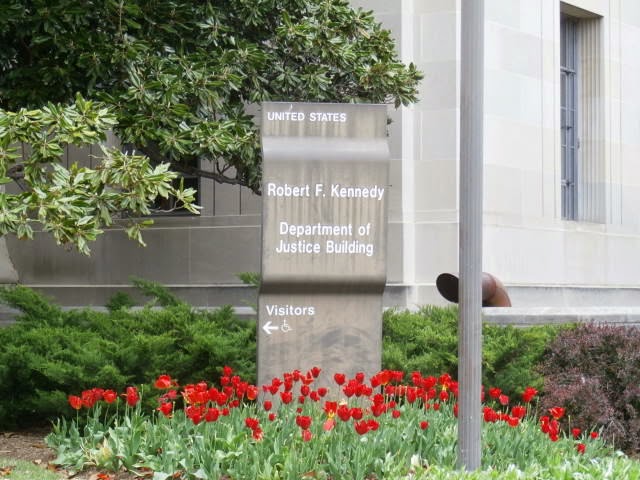 UNITED STATES
Robert F. Kennedy
Department of
Justice Building
Visitors